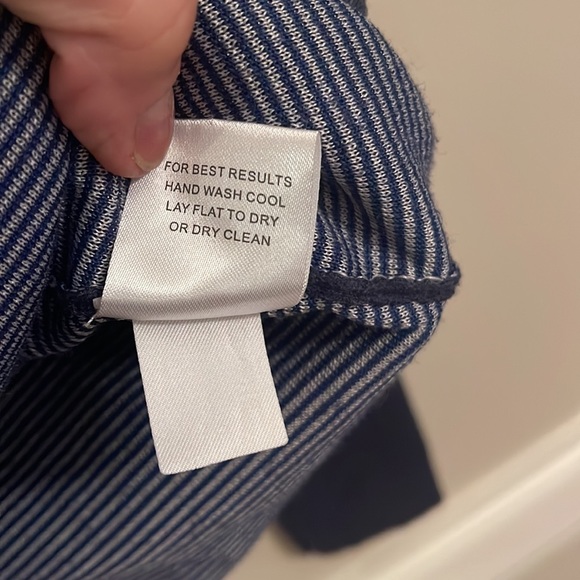 FOR BEST RESULTS
HAND WASH COOL
LAY FLAT TO DRY
OR DRY CLEAN